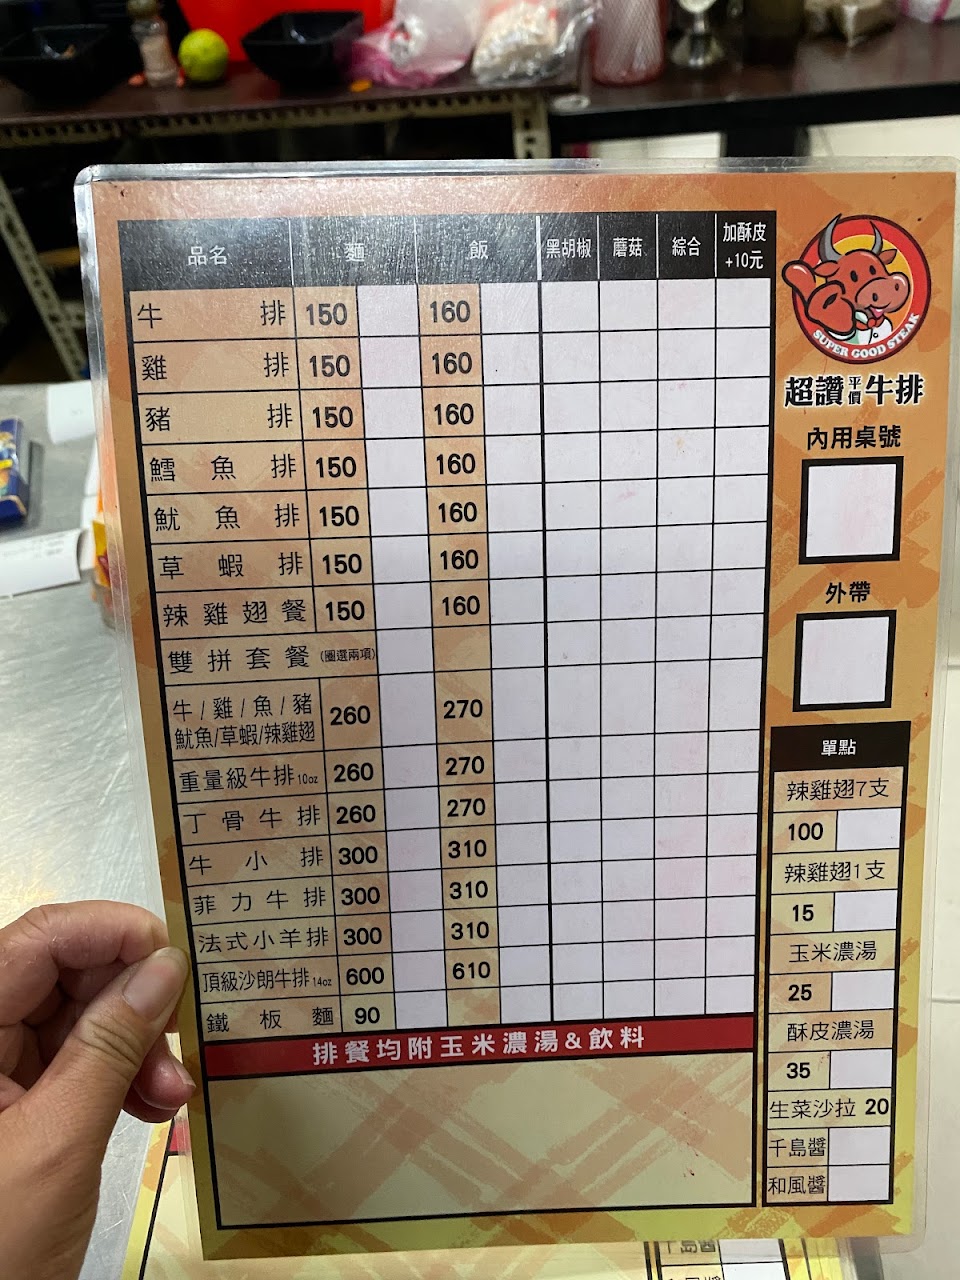 品名 麵 飯 黑胡椒 蘑菇 綜合 加酥皮+10元
牛排 150 160
雞排 150 160
豬排 150 160
鱈魚排 150 160
魷魚排 150 160
草蝦排 150 160
辣雞翅餐 150 160
雙拼套餐(圈選兩項)
牛/雞/魚/豬
魷魚/草蝦/辣雞翅 260 270
重量級牛排10oz 260 270
丁骨牛排 260 270
牛小排 300 310
菲力牛排 300 310
法式小羊排 300 310
頂級沙朗牛排14oz 600 610
鐵板麵 90
排餐均附玉米濃湯&飲料
SUPER GOOD STEAK
超讚平價牛排
內用桌號
外帶
單點
辣雞翅7支
100
辣雞翅1支
15
玉米濃湯
25
酥皮濃湯
35
生菜沙拉 20
千島醬
和風醬
千島醬